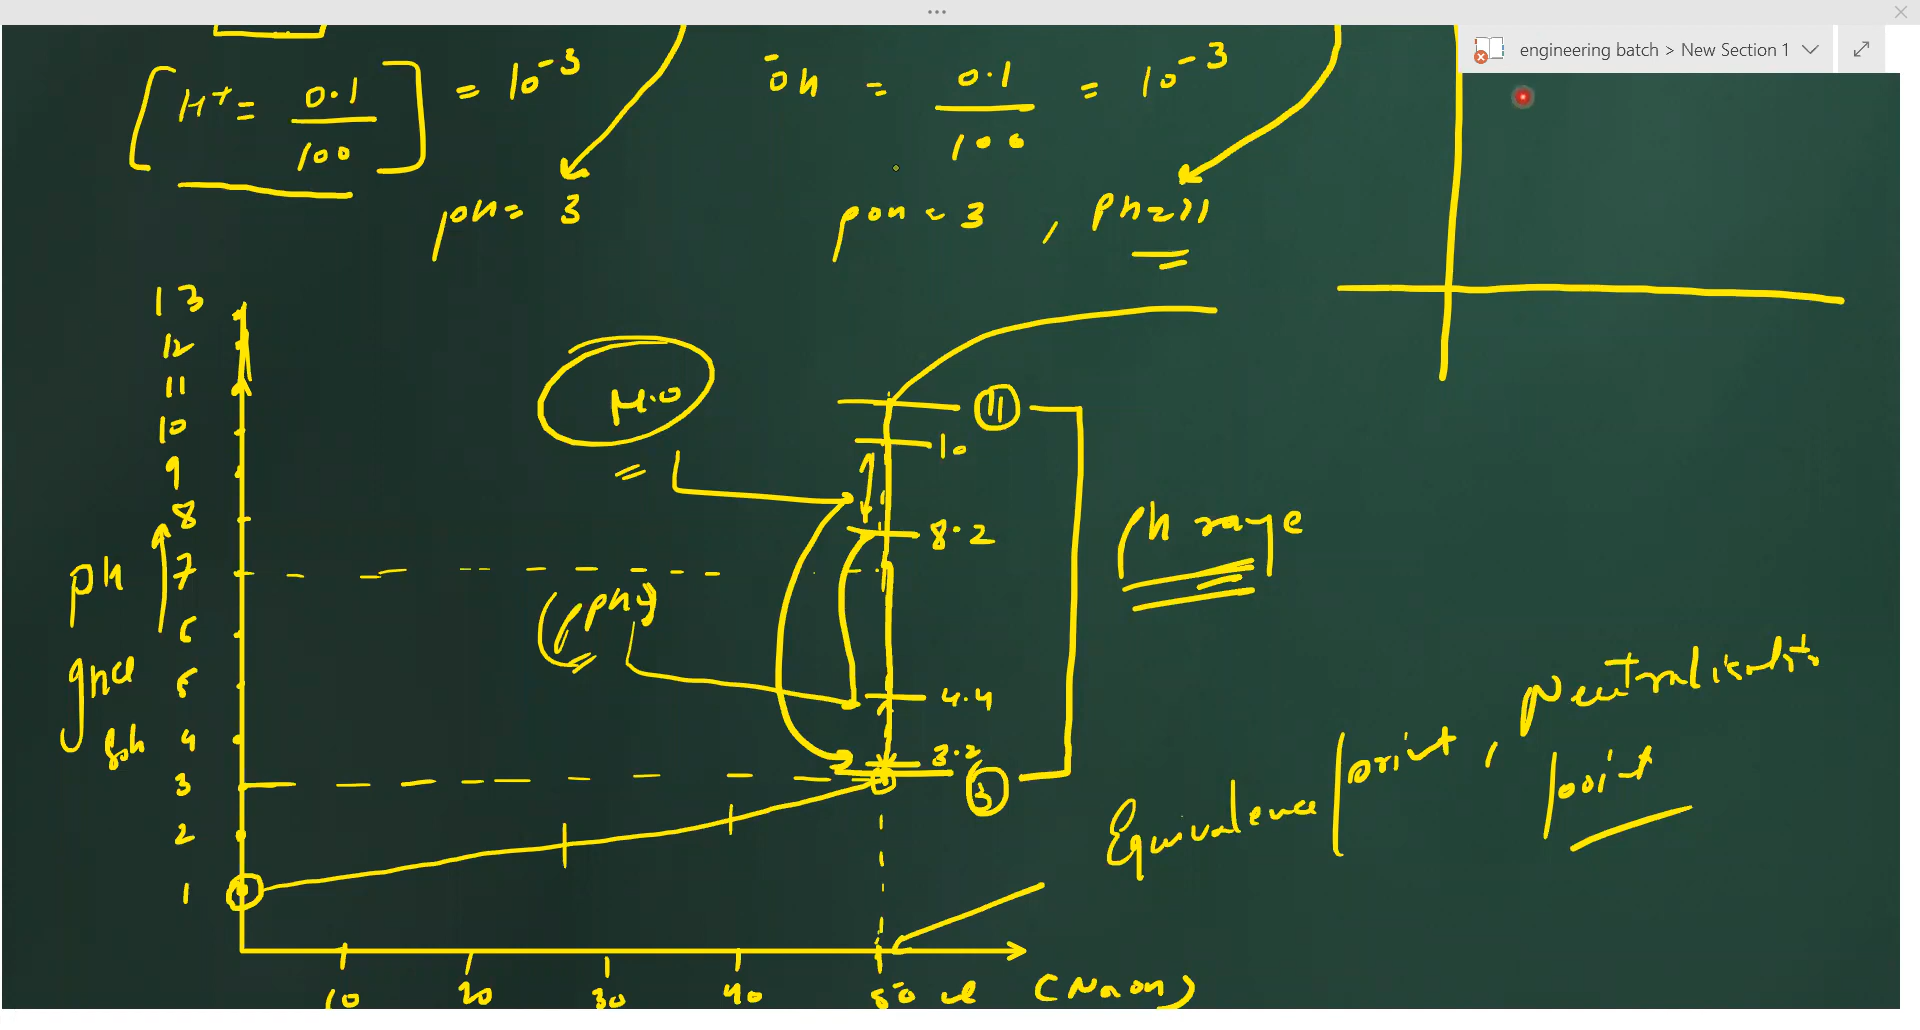 engineering batch > New Section 1
[H+ = 0.1/100] = 10^-3
-OH = 0.1/100 = 10^-3
pOH = 3
pH = 3 , pH = 11
13
12
11
10
9
8
7
6
5
4
3
2
1
pH
M.O
11
10
8.2
pH range
(pH)
4.4
3.2
3
Equivalence point, Neutralisation point
10 20 30 40 50 ml (NaOH)